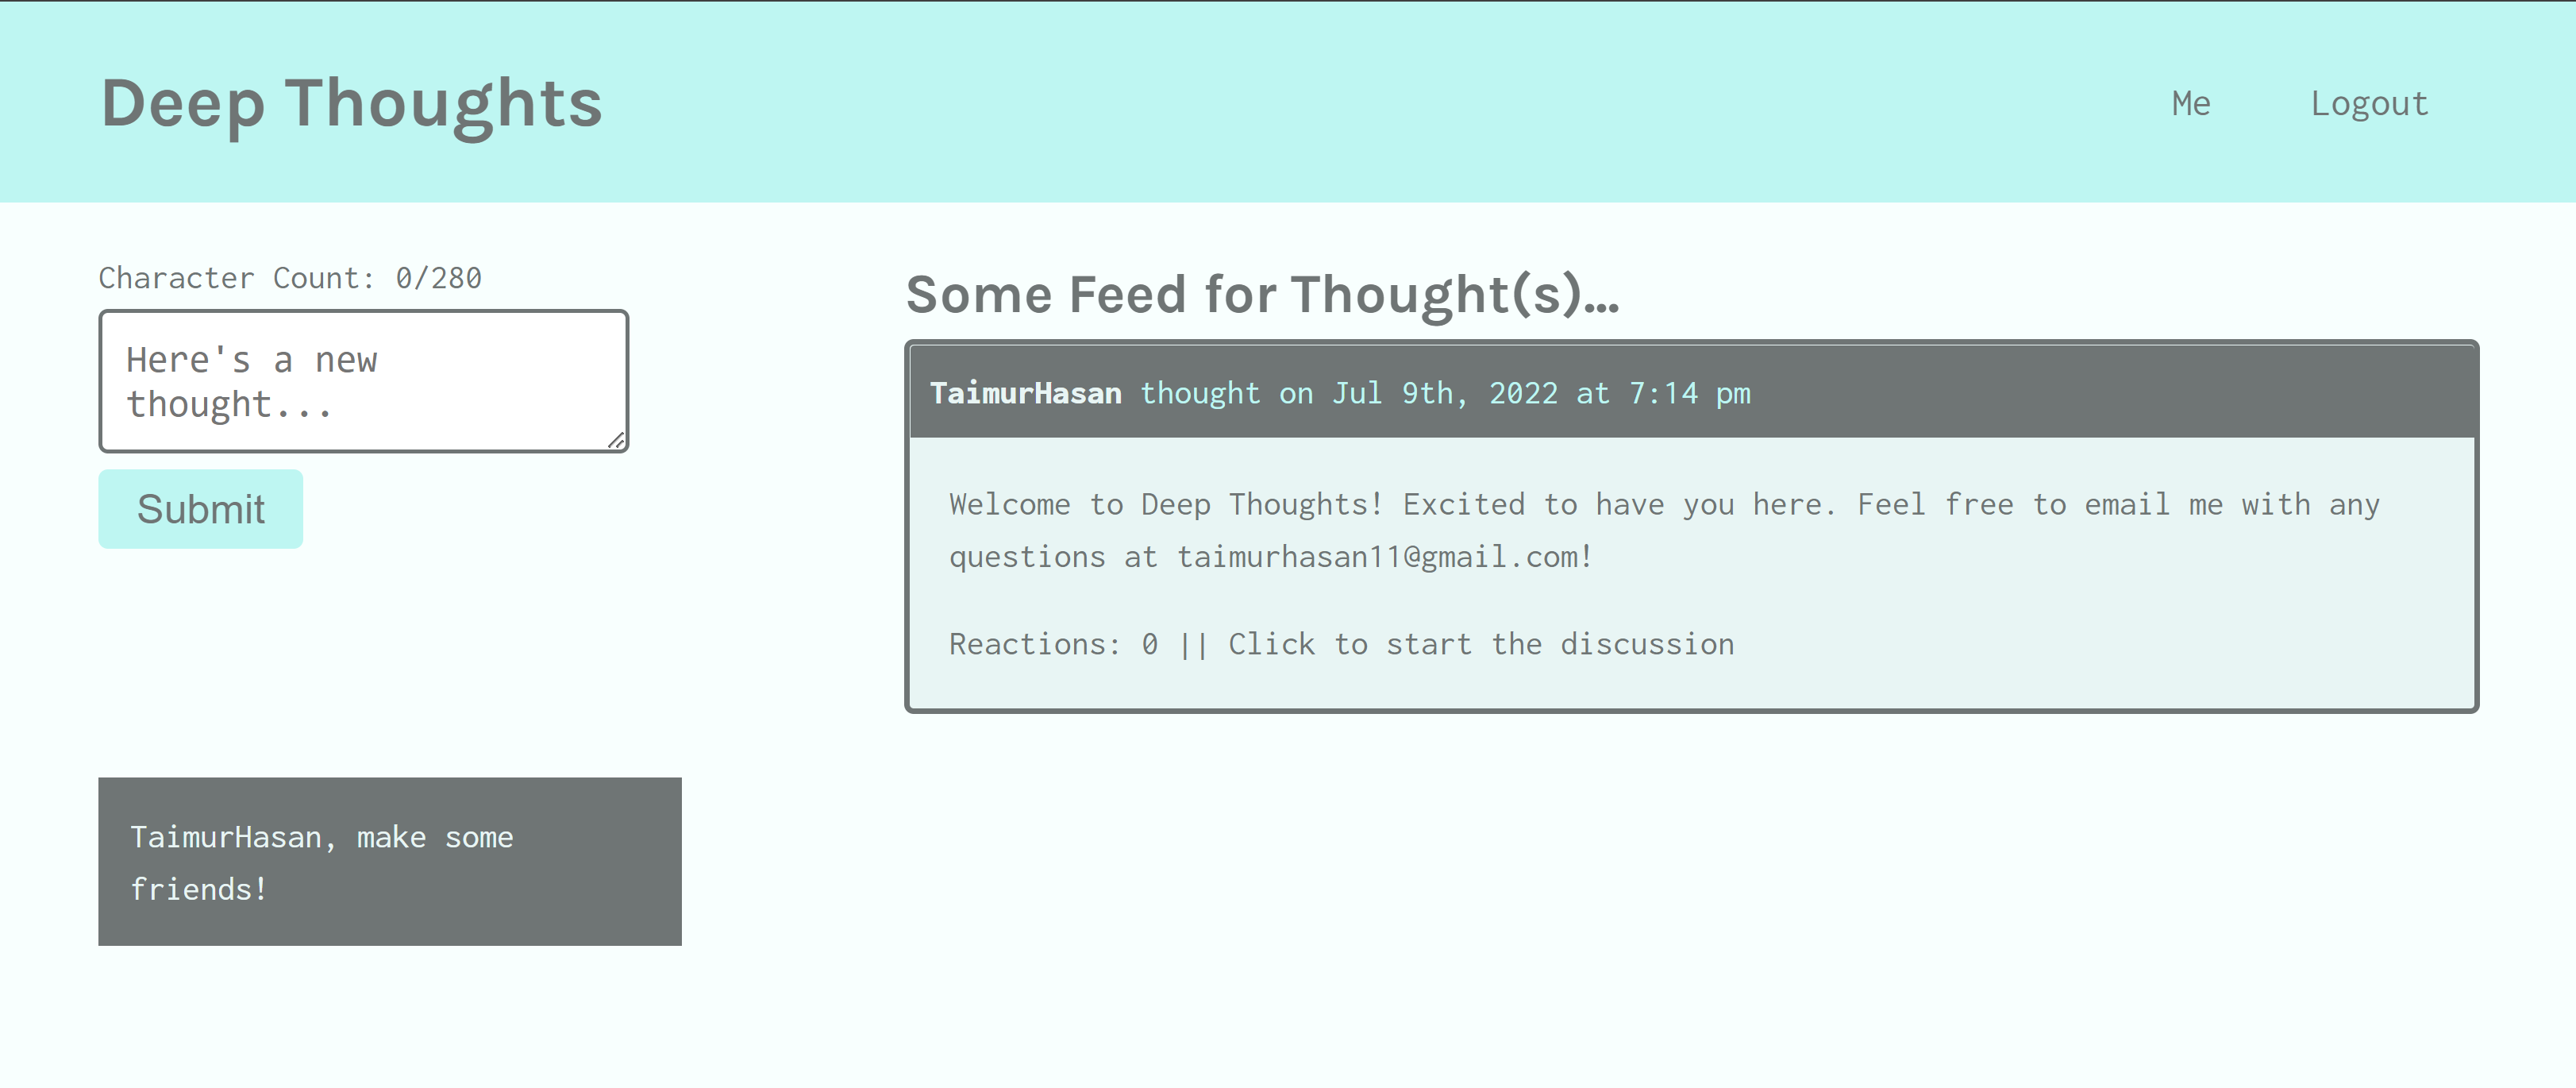 Deep Thoughts
Me
Logout
Character Count: 0/280
Here's a new
thought...
Submit
Some Feed for Thought(s)...
TaimurHasan thought on Jul 9th, 2022 at 7:14 pm
Welcome to Deep Thoughts! Excited to have you here. Feel free to email me with any
questions at taimurhasan11@gmail.com!
Reactions: 0 || Click to start the discussion
TaimurHasan, make some
friends!